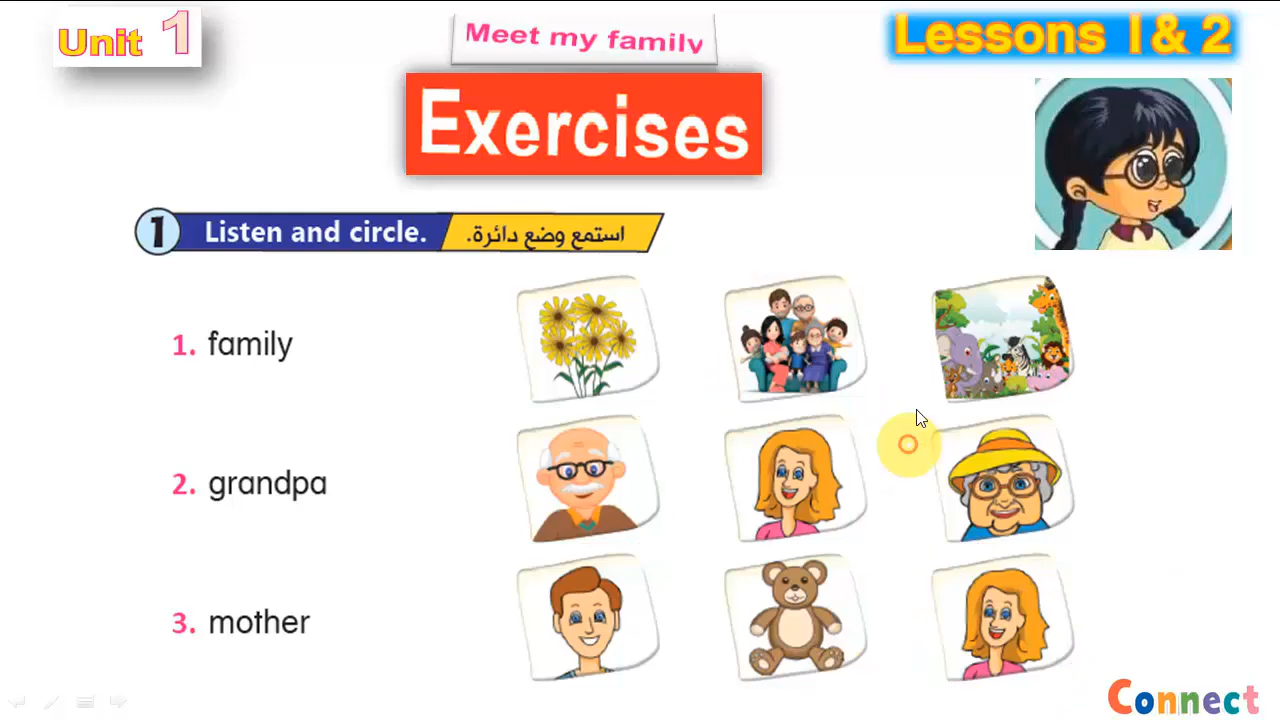 Unit 1
Meet my family
Lessons 1 & 2
Exercises
1 Listen and circle. استمع وضع دائرة.
1. family
2. grandpa
3. mother
Connect